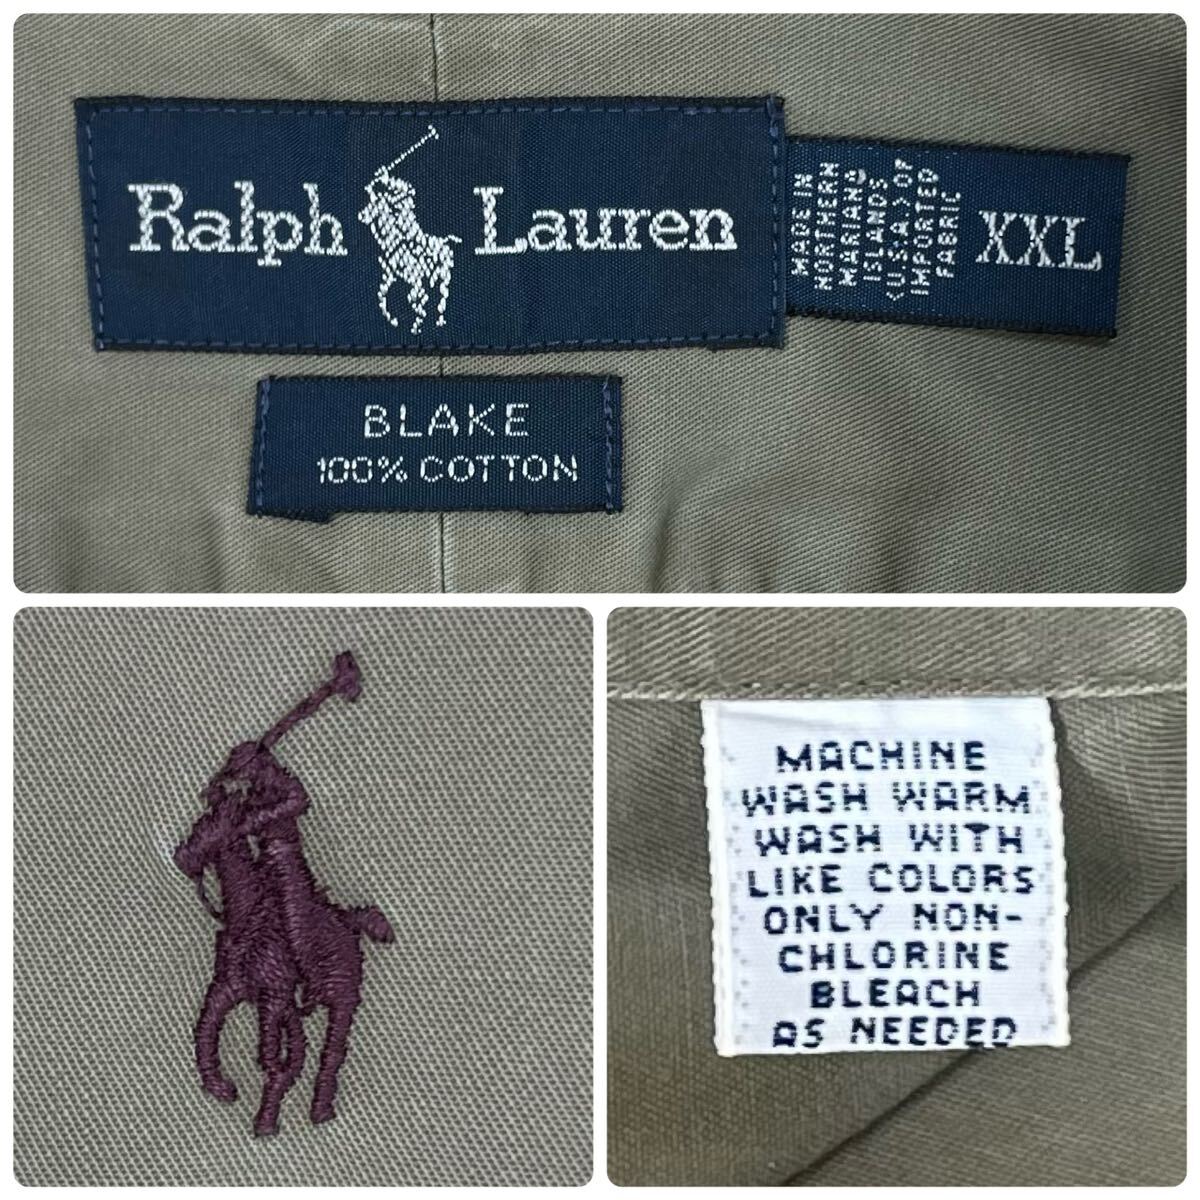 Ralph Lauren
MADE IN
NORTHERN
MARIANA
ISLANDS
(U.S.A.) OF
IMPORTED
FABRIC
XXL
BLAKE
100% COTTON
MACHINE
WASH WARM
WASH WITH
LIKE COLORS
ONLY NON-
CHLORINE
BLEACH
AS NEEDED